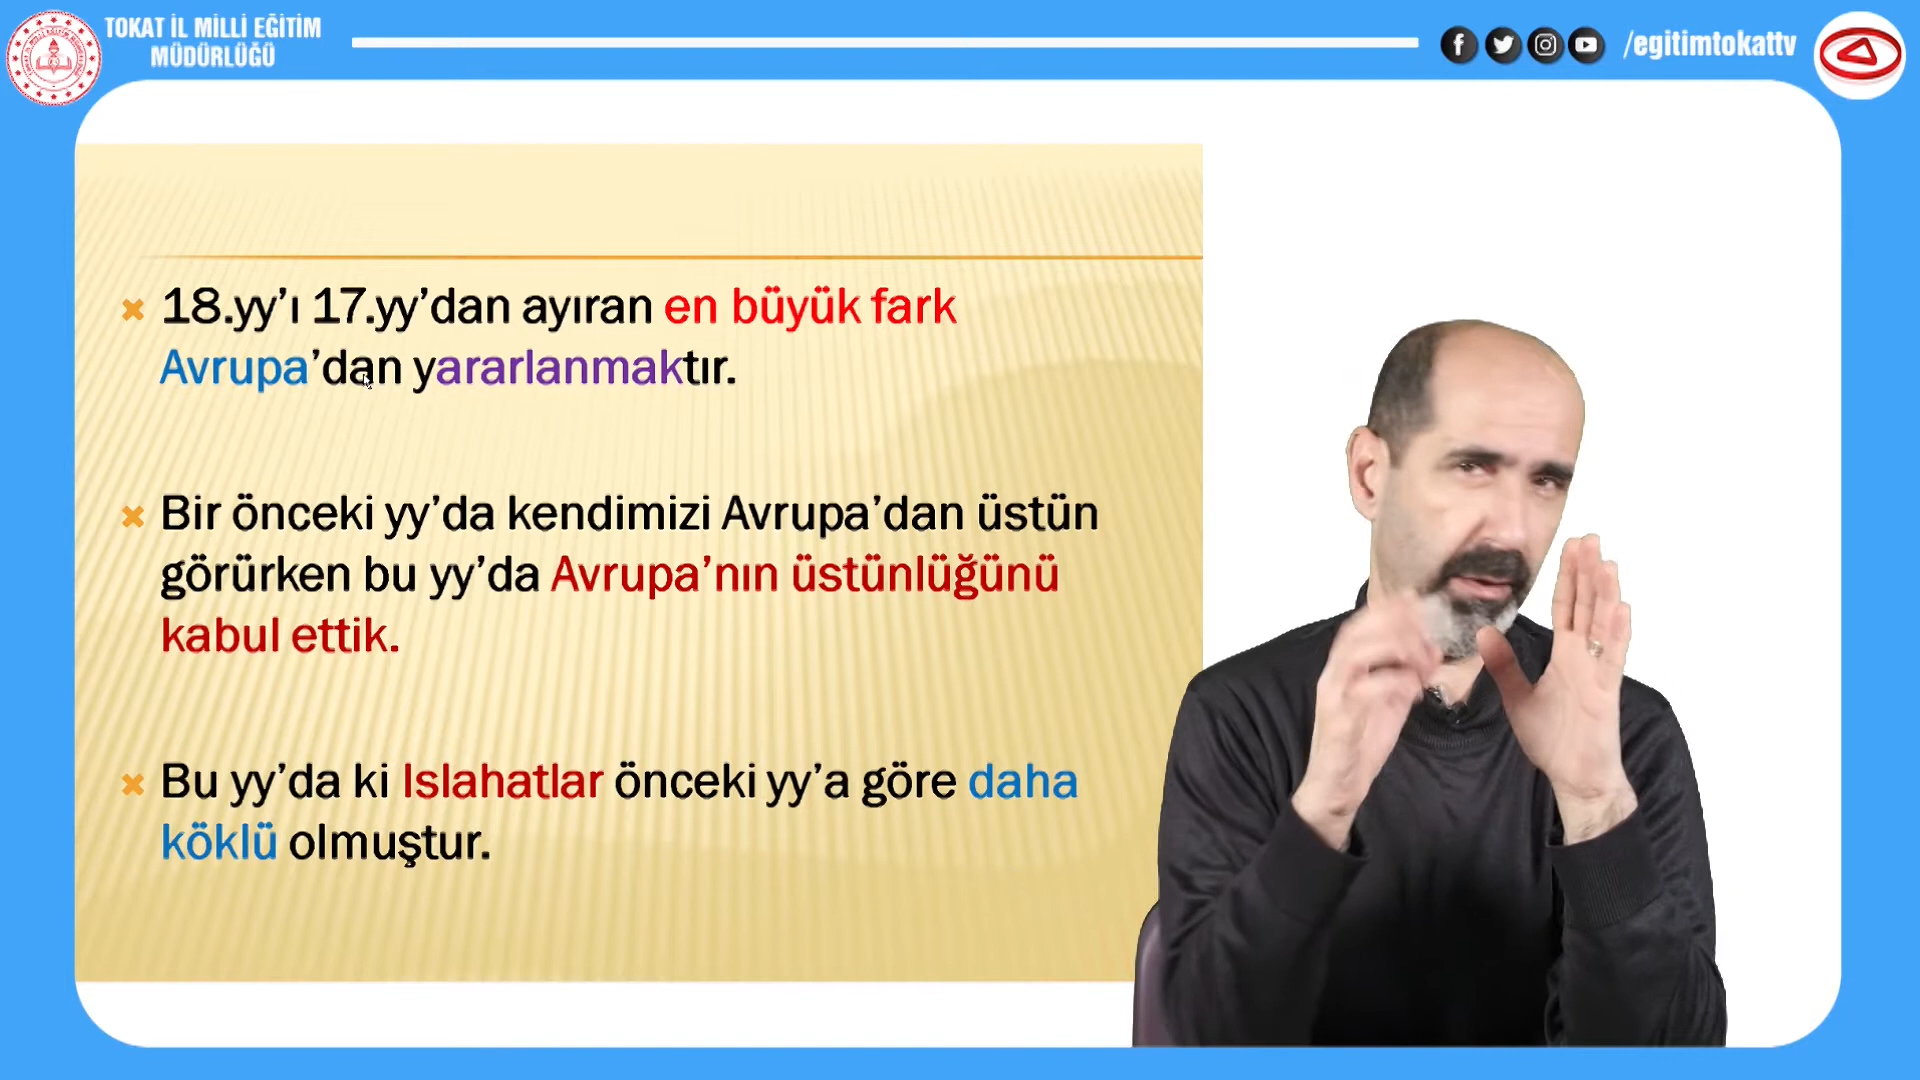 TOKAT İL MİLLİ EĞİTİM
MÜDÜRLÜĞÜ
/egitimtokattv
18.yy’ı 17.yy’dan ayıran en büyük fark
Avrupa’dan yararlanmaktır.
Bir önceki yy’da kendimizi Avrupa’dan üstün
görürken bu yy’da Avrupa’nın üstünlüğünü
kabul ettik.
Bu yy’da ki Islahatlar önceki yy’a göre daha
köklü olmuştur.